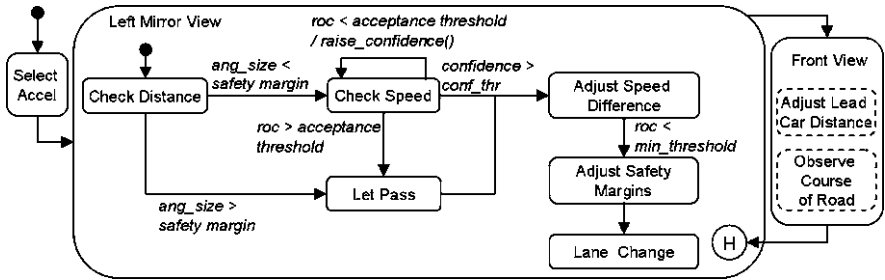 Left Mirror View
roc < acceptance threshold
/ raise_confidence()
Select
Accel
Check Distance
ang_size <
safety margin
Check Speed
confidence >
conf_thr
Adjust Speed
Difference
Front View
Adjust Lead
Car Distance
Observe
Course
of Road
roc > acceptance
threshold
roc <
min_threshold
Let Pass
Adjust Safety
Margins
ang_size >
safety margin
Lane Change
H